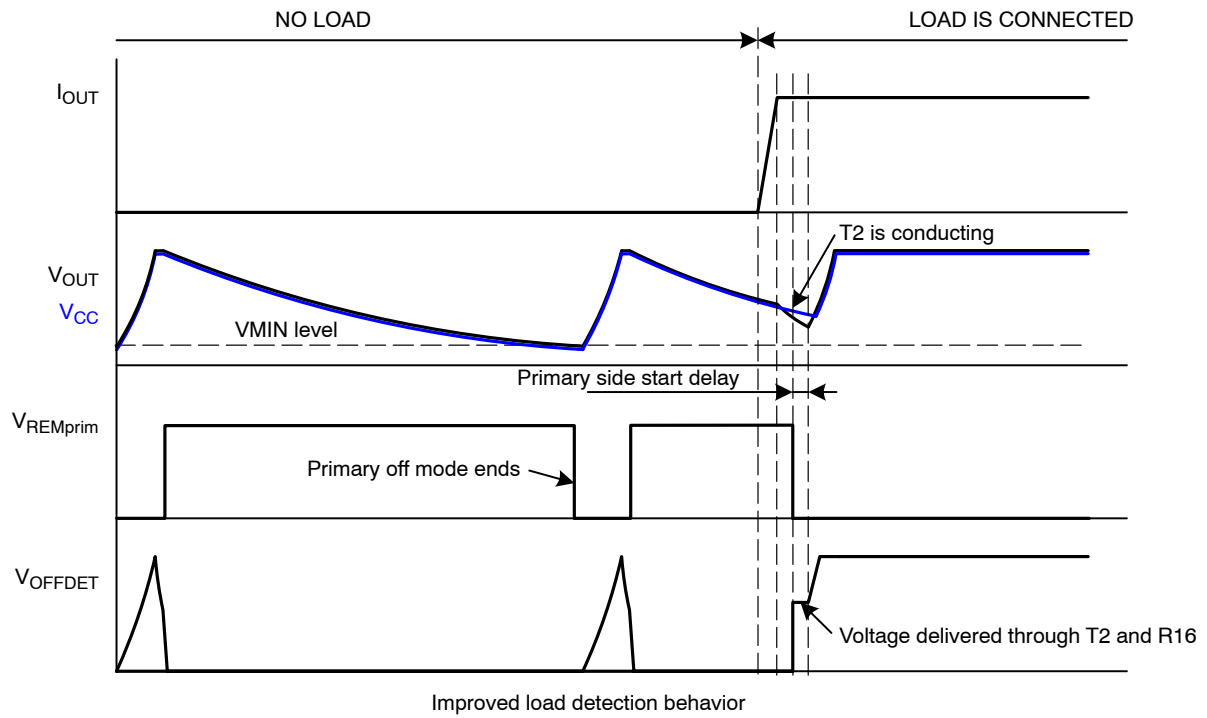 NO LOAD
LOAD IS CONNECTED
IOUT
T2 is conducting
VOUT
VCC
VMIN level
Primary side start delay
VREMprim
Primary off mode ends
VOFFDET
Voltage delivered through T2 and R16
Improved load detection behavior